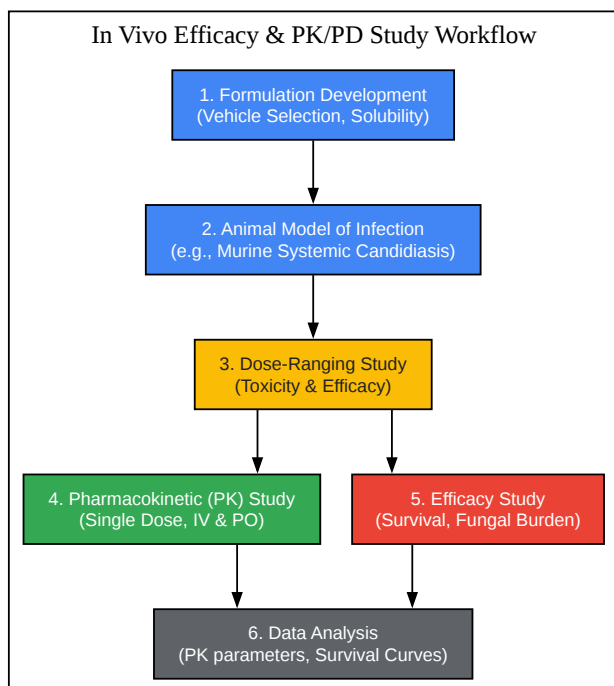 In Vivo Efficacy & PK/PD Study Workflow
1. Formulation Development
(Vehicle Selection, Solubility)
2. Animal Model of Infection
(e.g., Murine Systemic Candidiasis)
3. Dose-Ranging Study
(Toxicity & Efficacy)
4. Pharmacokinetic (PK) Study
(Single Dose, IV & PO)
5. Efficacy Study
(Survival, Fungal Burden)
6. Data Analysis
(PK parameters, Survival Curves)